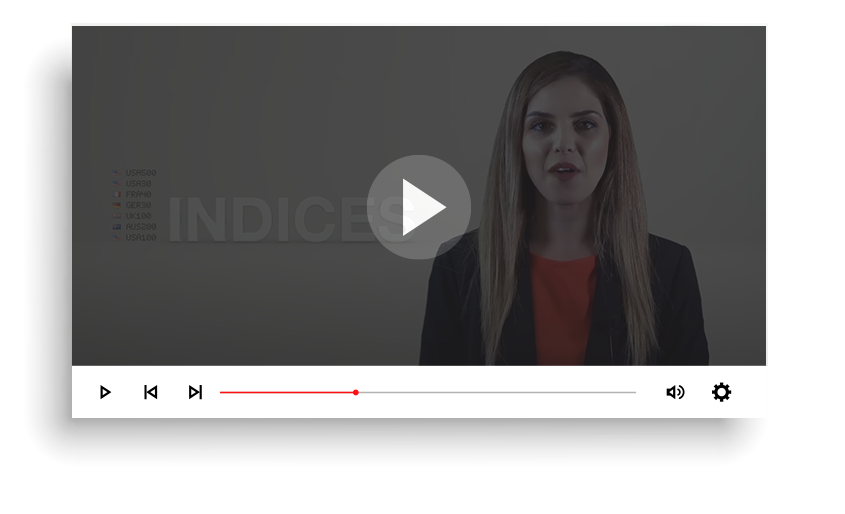 USA500
USA30
FRA40
GER30
UK100
AUS200
USA100
INDICES